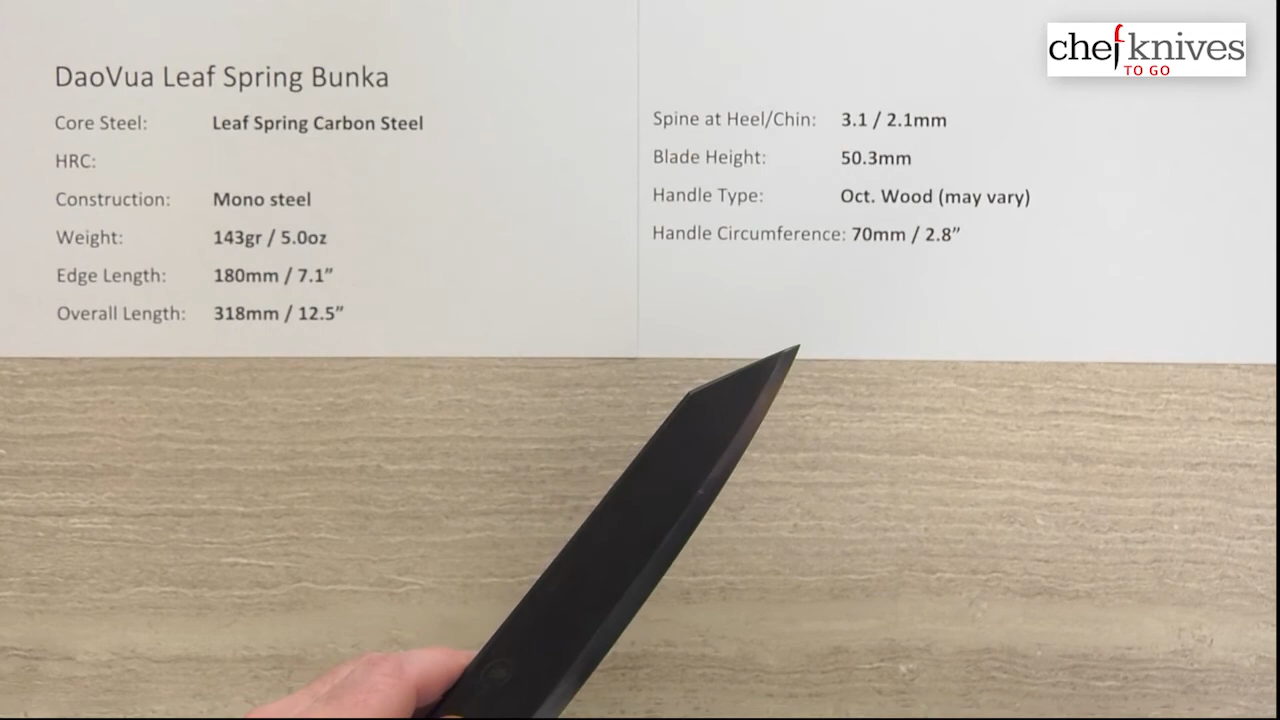 chefknives
TO GO
DaoVua Leaf Spring Bunka
Core Steel: Leaf Spring Carbon Steel
HRC:
Construction: Mono steel
Weight: 143gr / 5.0oz
Edge Length: 180mm / 7.1”
Overall Length: 318mm / 12.5”
Spine at Heel/Chin: 3.1 / 2.1mm
Blade Height: 50.3mm
Handle Type: Oct. Wood (may vary)
Handle Circumference: 70mm / 2.8”